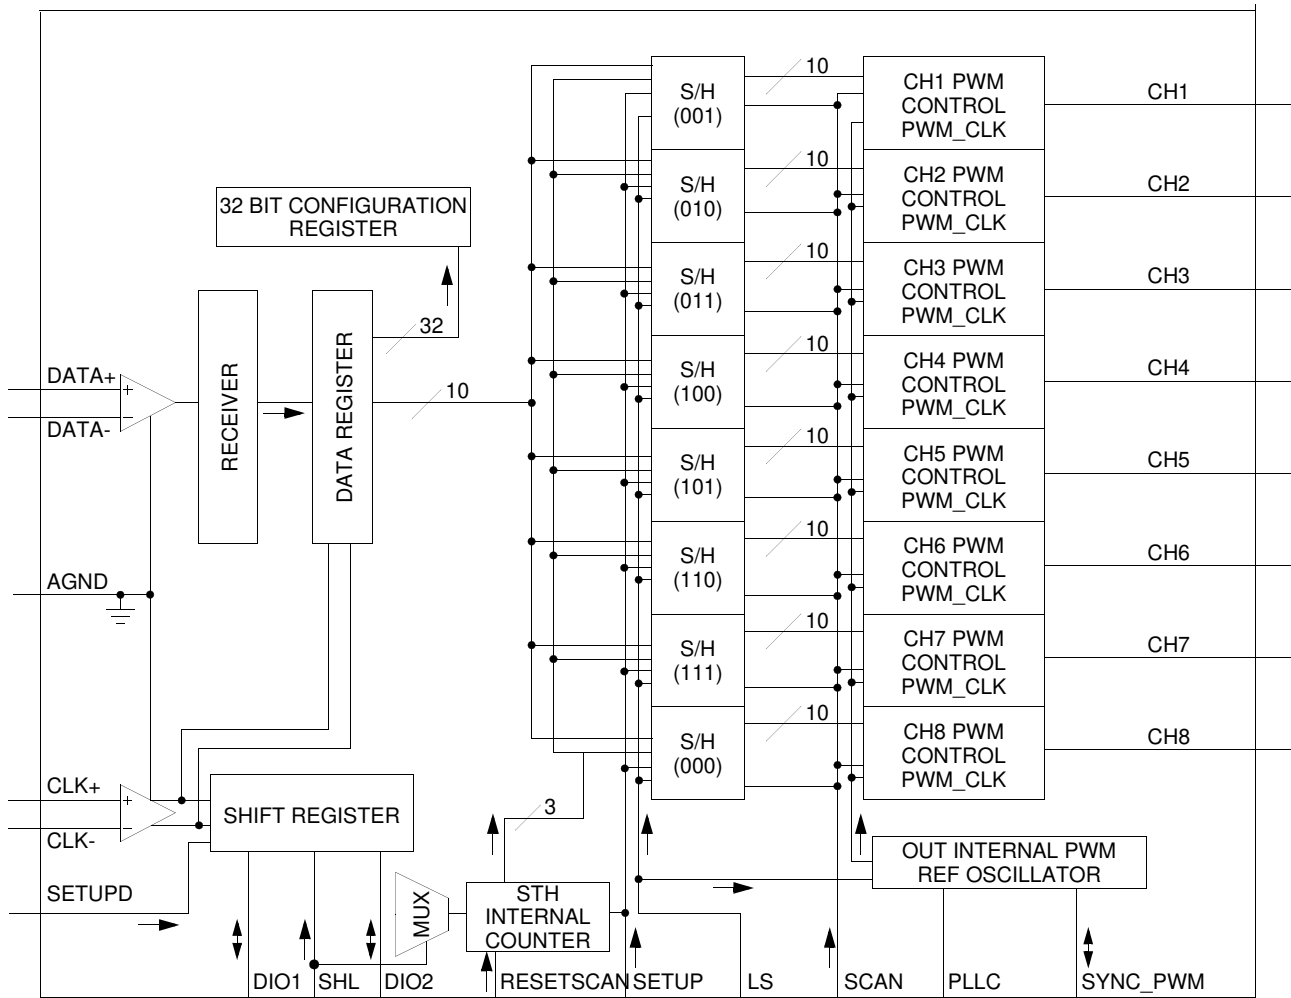 S/H
(001)
10
CH1 PWM
CONTROL
PWM_CLK
CH1
S/H
(010)
10
CH2 PWM
CONTROL
PWM_CLK
CH2
32 BIT CONFIGURATION
REGISTER
S/H
(011)
10
CH3 PWM
CONTROL
PWM_CLK
CH3
32
S/H
(100)
10
CH4 PWM
CONTROL
PWM_CLK
CH4
DATA+
+
−
DATA-
RECEIVER
DATA REGISTER
10
S/H
(101)
10
CH5 PWM
CONTROL
PWM_CLK
CH5
S/H
(110)
10
CH6 PWM
CONTROL
PWM_CLK
CH6
AGND
S/H
(111)
10
CH7 PWM
CONTROL
PWM_CLK
CH7
S/H
(000)
10
CH8 PWM
CONTROL
PWM_CLK
CH8
CLK+
+
−
CLK-
SHIFT REGISTER
3
OUT INTERNAL PWM
REF OSCILLATOR
SETUPD
MUX
STH
INTERNAL
COUNTER
DIO1
SHL
DIO2
RESETSCAN
SETUP
LS
SCAN
PLLC
SYNC_PWM